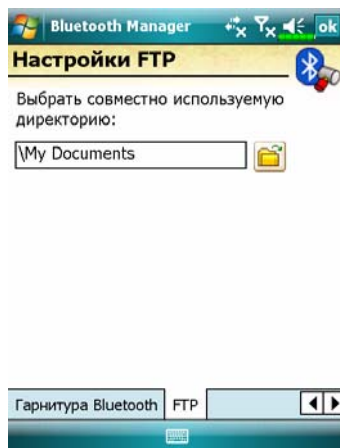 Bluetooth Manager ok
Настройки FTP
Выбрать совместно используемую
директорию:
\My Documents
Гарнитура Bluetooth FTP